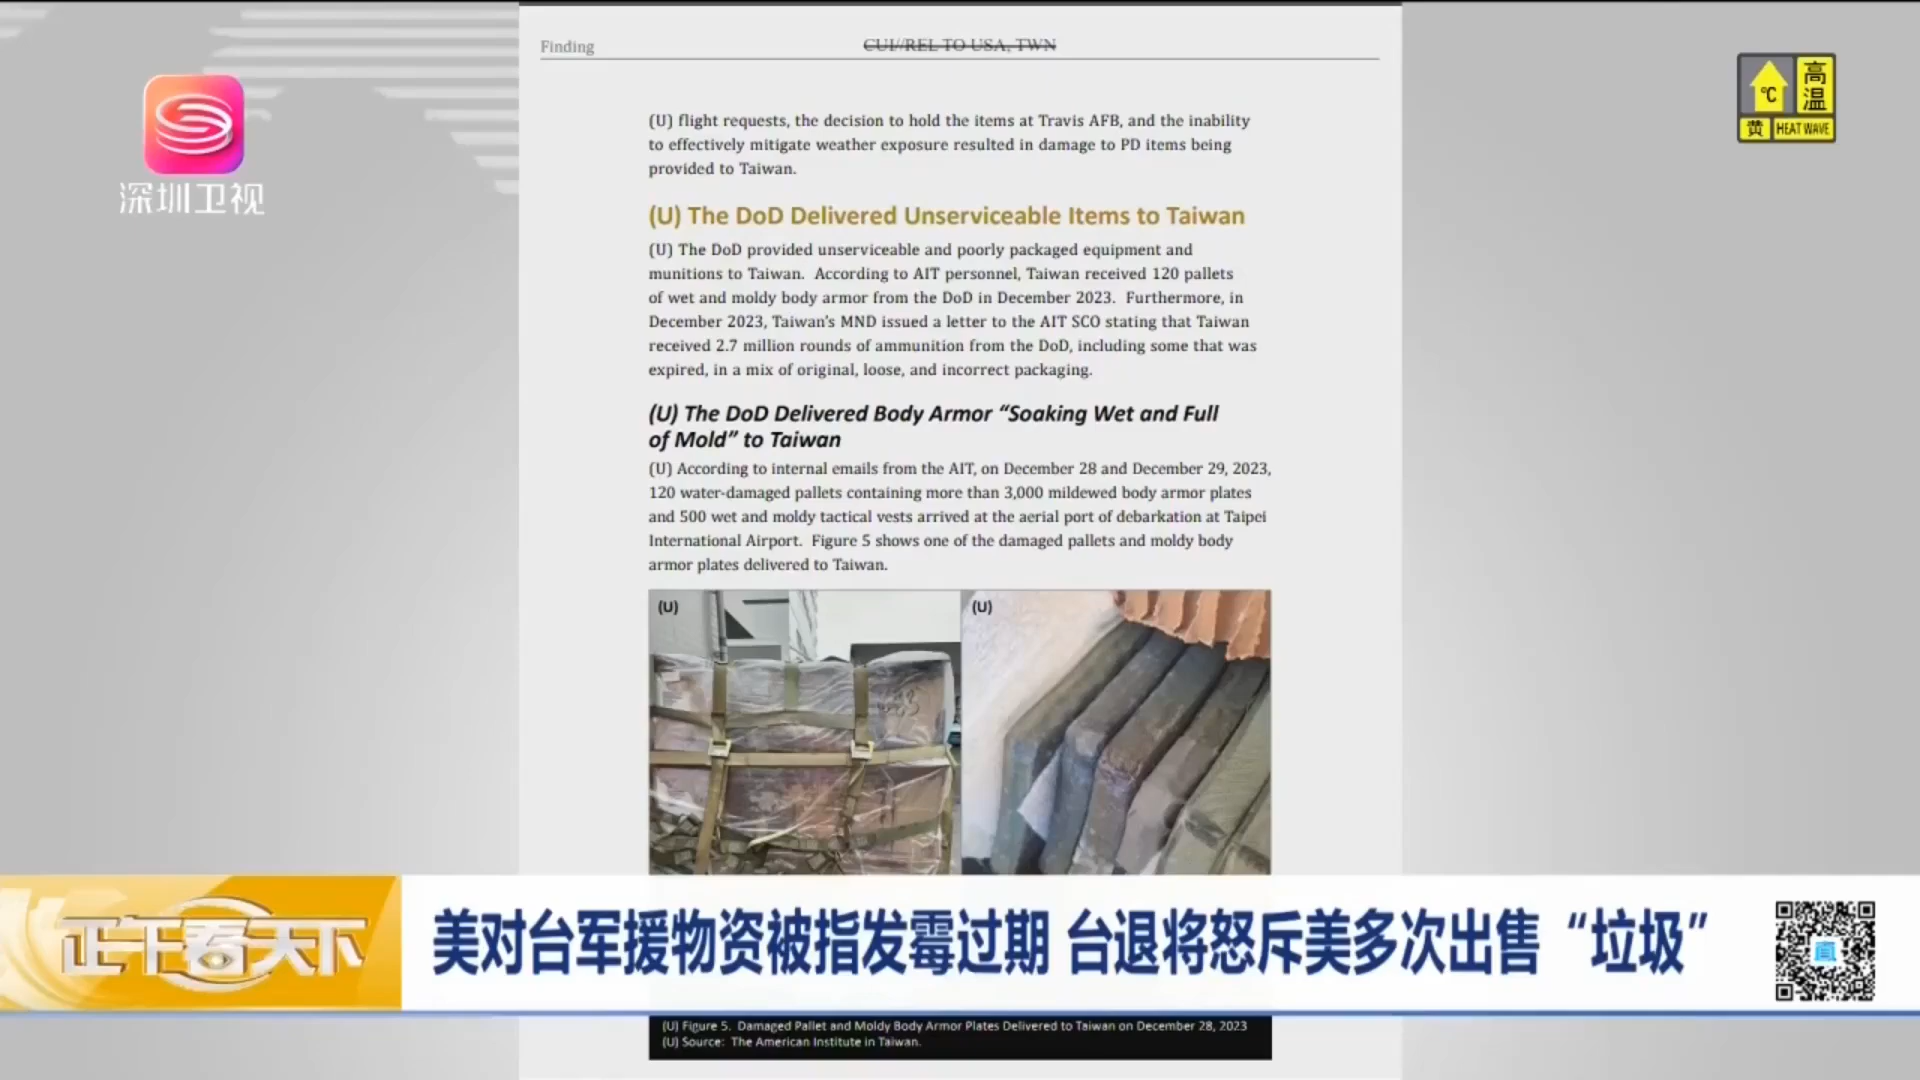 Finding
CUI//REL TO USA, TWN
高温
℃
黄
HEAT WAVE
深圳卫视
(U) flight requests, the decision to hold the items at Travis AFB, and the inability
to effectively mitigate weather exposure resulted in damage to PD items being
provided to Taiwan.
(U) The DoD Delivered Unserviceable Items to Taiwan
(U) The DoD provided unserviceable and poorly packaged equipment and
munitions to Taiwan. According to AIT personnel, Taiwan received 120 pallets
of wet and moldy body armor from the DoD in December 2023. Furthermore, in
December 2023, Taiwan's MND issued a letter to the AIT SCO stating that Taiwan
received 2.7 million rounds of ammunition from the DoD, including some that was
expired, in a mix of original, loose, and incorrect packaging.
(U) The DoD Delivered Body Armor “Soaking Wet and Full
of Mold” to Taiwan
(U) According to internal emails from the AIT, on December 28 and December 29, 2023,
120 water-damaged pallets containing more than 3,000 mildewed body armor plates
and 500 wet and moldy tactical vests arrived at the aerial port of debarkation at Taipei
International Airport. Figure 5 shows one of the damaged pallets and moldy body
armor plates delivered to Taiwan.
(U)
(U)
正午看天下
美对台军援物资被指发霉过期 台退将怒斥美多次出售“垃圾”
(U) Figure 5. Damaged Pallet and Moldy Body Armor Plates Delivered to Taiwan on December 28, 2023
(U) Source: The American Institute in Taiwan.